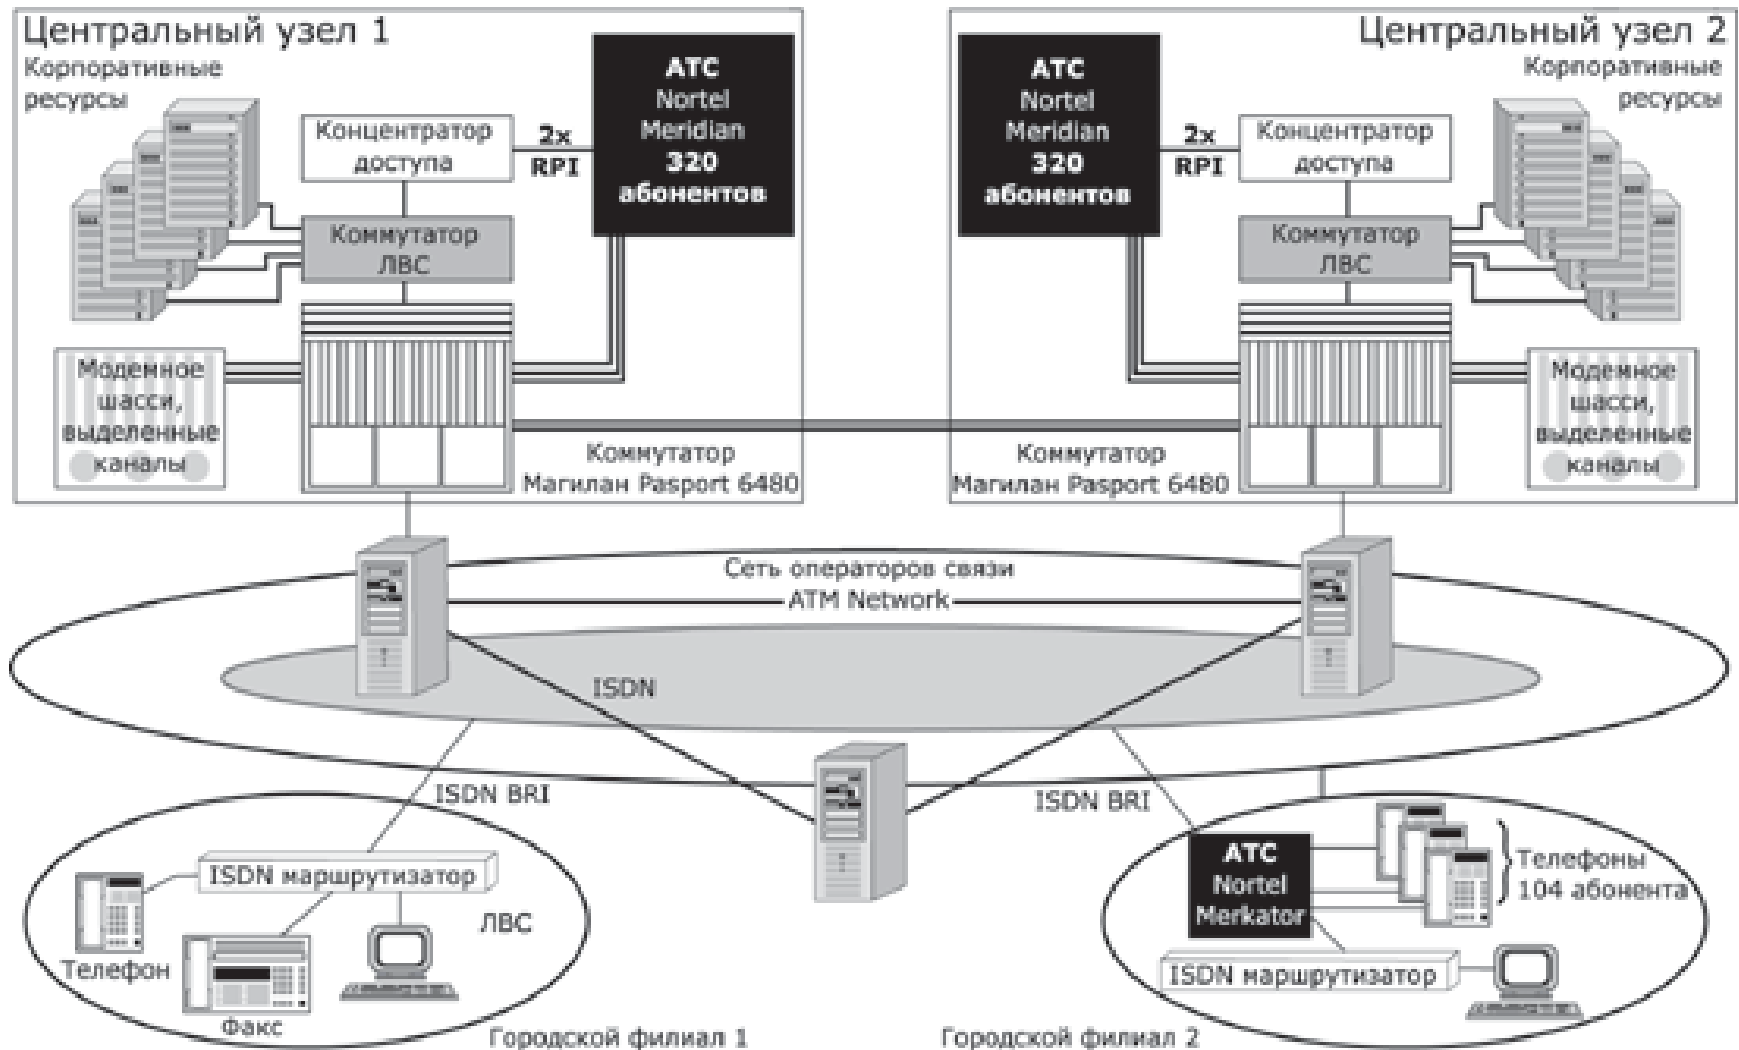 Центральный узел 1
Корпоративные
ресурсы
Концентратор
доступа
2x
RPI
АТС
Nortel
Meridian
320
абонентов
Коммутатор
ЛВС
Модемное
шасси,
выделенные
каналы
Коммутатор
Магилан Pasport 6480
Центральный узел 2
Корпоративные
ресурсы
АТС
Nortel
Meridian
320
абонентов
2x
RPI
Концентратор
доступа
Коммутатор
ЛВС
Модемное
шасси,
выделенные
каналы
Коммутатор
Магилан Pasport 6480
Сеть операторов связи
ATM Network
ISDN
ISDN BRI
ISDN BRI
ISDN маршрутизатор
ЛВС
Телефон
Факс
Городской филиал 1
АТС
Nortel
Merkator
Телефоны
104 абонента
ISDN маршрутизатор
Городской филиал 2